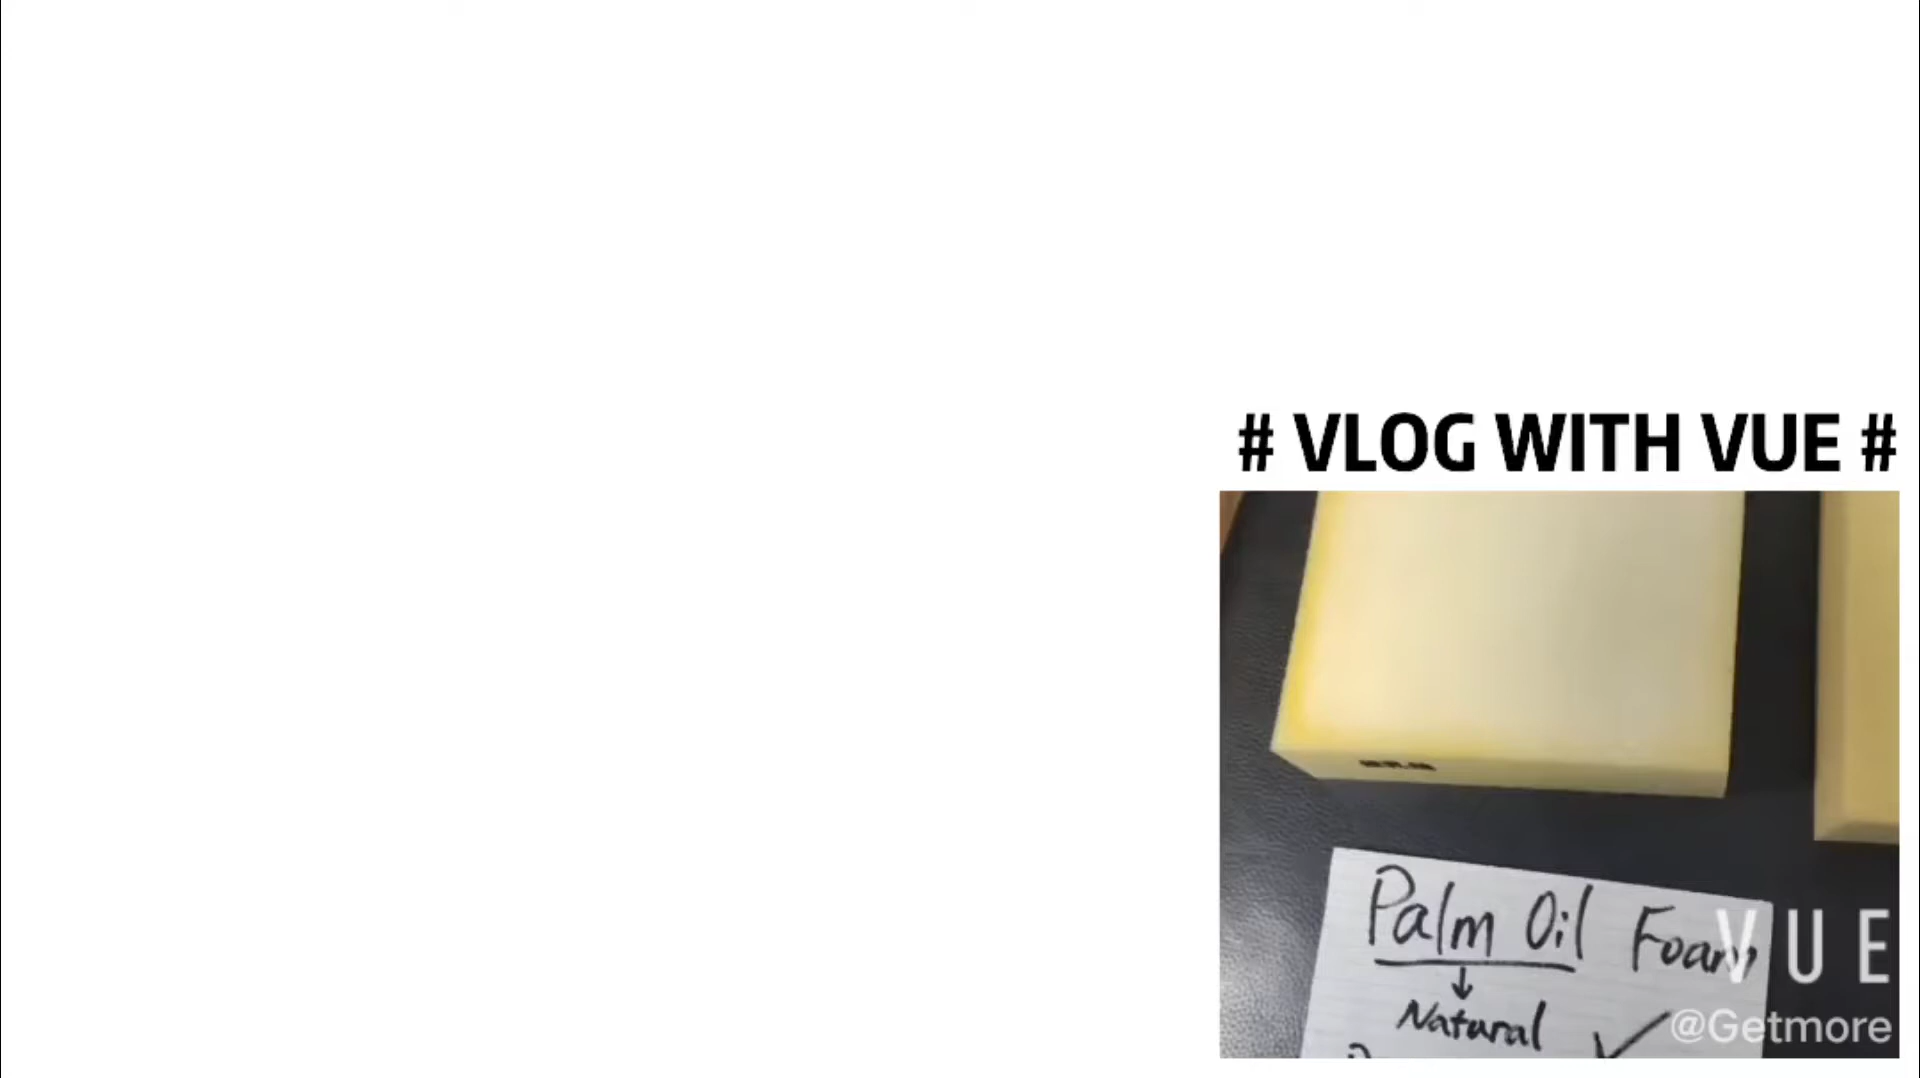 # VLOG WITH VUE #
Palm Oil Foam
↓
Natural ✓
VUE
@Getmore